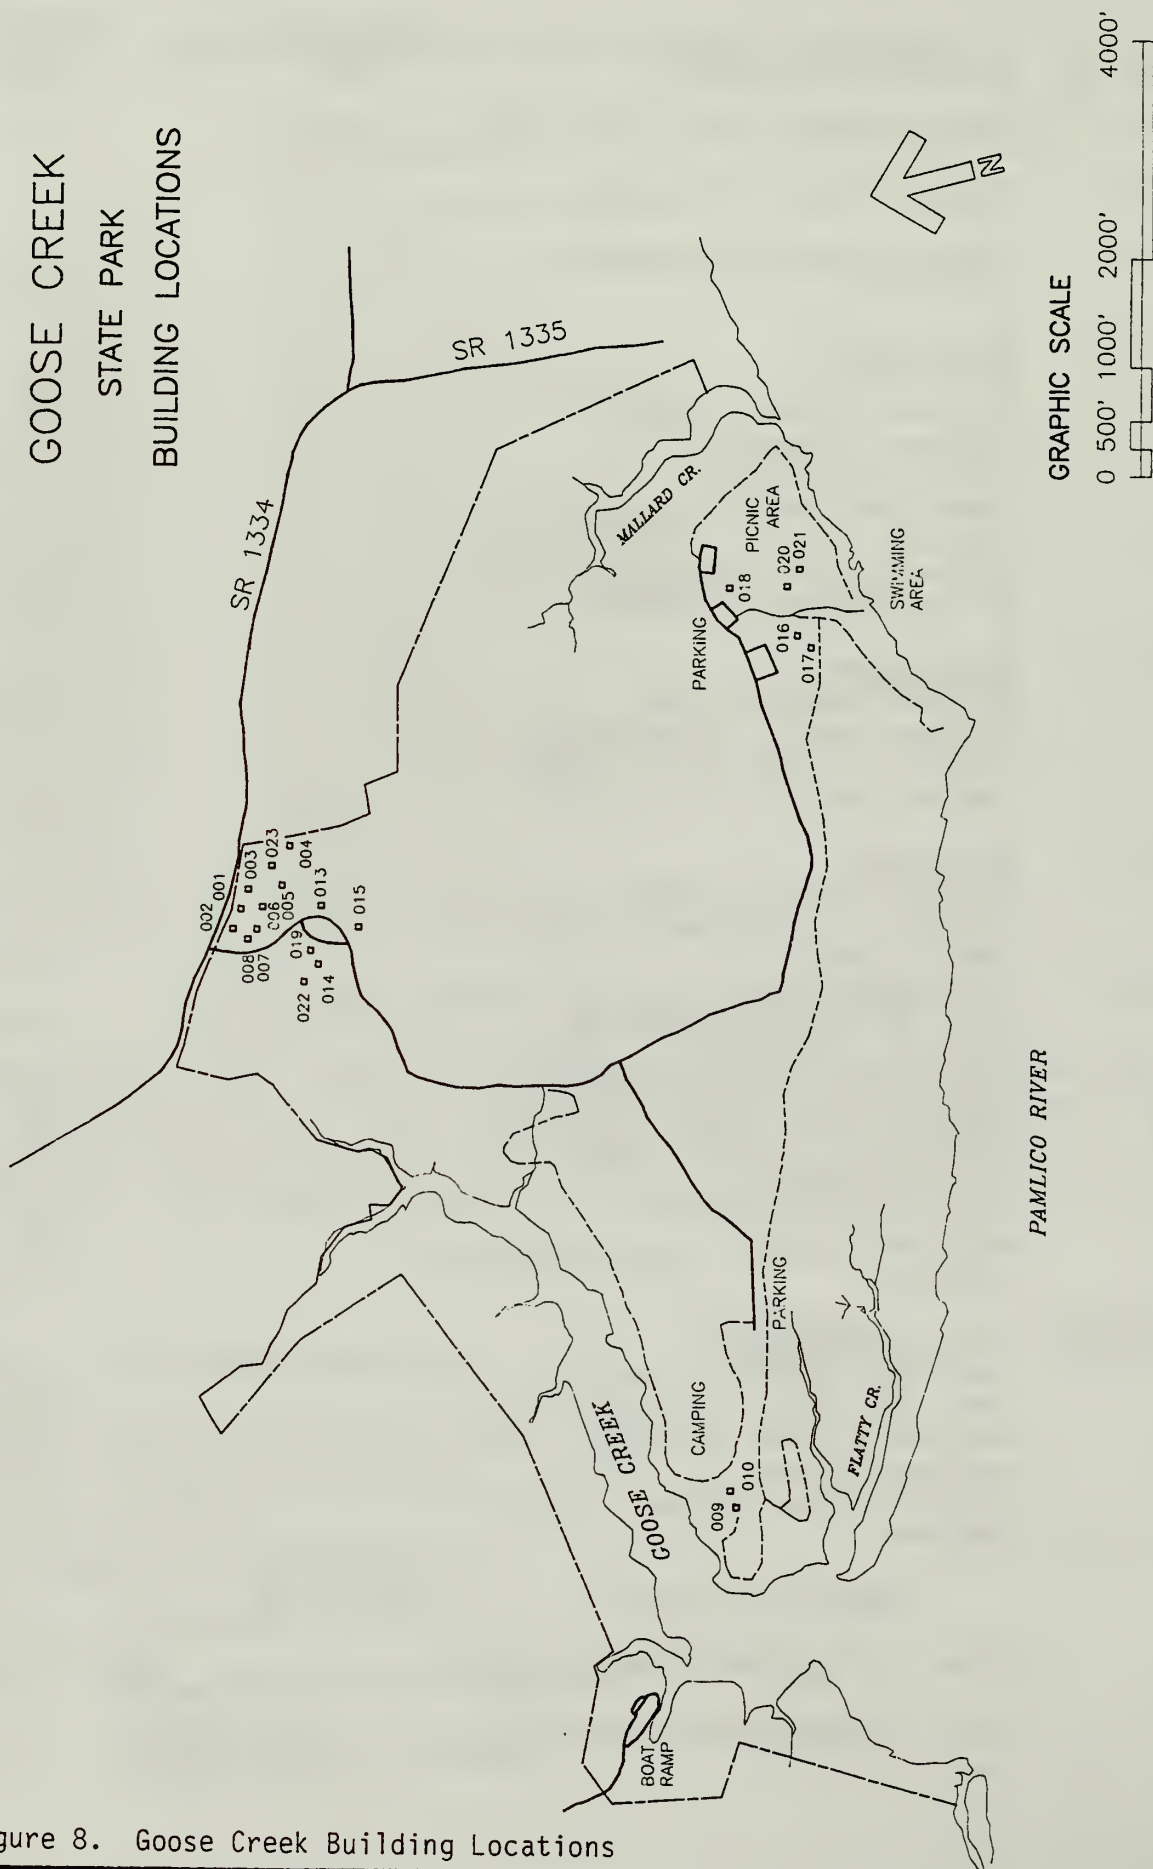 GOOSE CREEK
STATE PARK
BUILDING LOCATIONS
SR 1335
SR 1334
MALLARD CR.
PICNIC
AREA
018
020
021
PARKING
016
017
SWIMMING
AREA
N
GRAPHIC SCALE
0 500' 1000' 2000' 4000'
002
001
003
023
004
006
005
013
015
008
007
019
022
014
PAMLICO RIVER
PARKING
CAMPING
GOOSE CREEK
FLATTY CR.
009
010
BOAT
RAMP
gure 8. Goose Creek Building Locations